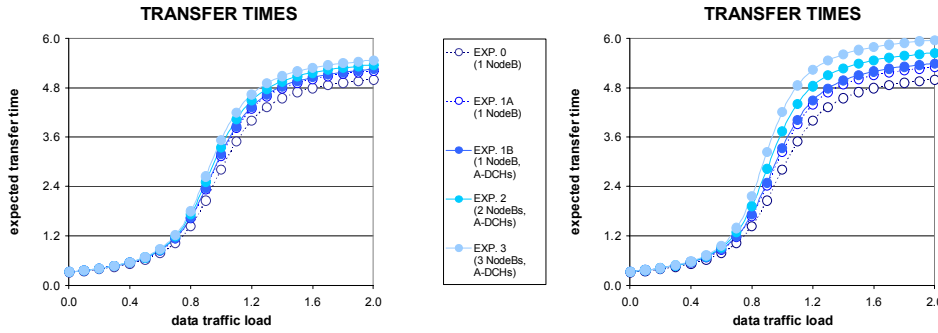 TRANSFER TIMES
6.0
4.8
3.6
2.4
1.2
0.0
expected transfer time
0.0 0.4 0.8 1.2 1.6 2.0
data traffic load
EXP. 0
(1 NodeB)
EXP. 1A
(1 NodeB)
EXP. 1B
(1 NodeB,
A-DCHs)
EXP. 2
(2 NodeBs,
A-DCHs)
EXP. 3
(3 NodeBs,
A-DCHs)
TRANSFER TIMES
6.0
4.8
3.6
2.4
1.2
0.0
expected transfer time
0.0 0.4 0.8 1.2 1.6 2.0
data traffic load